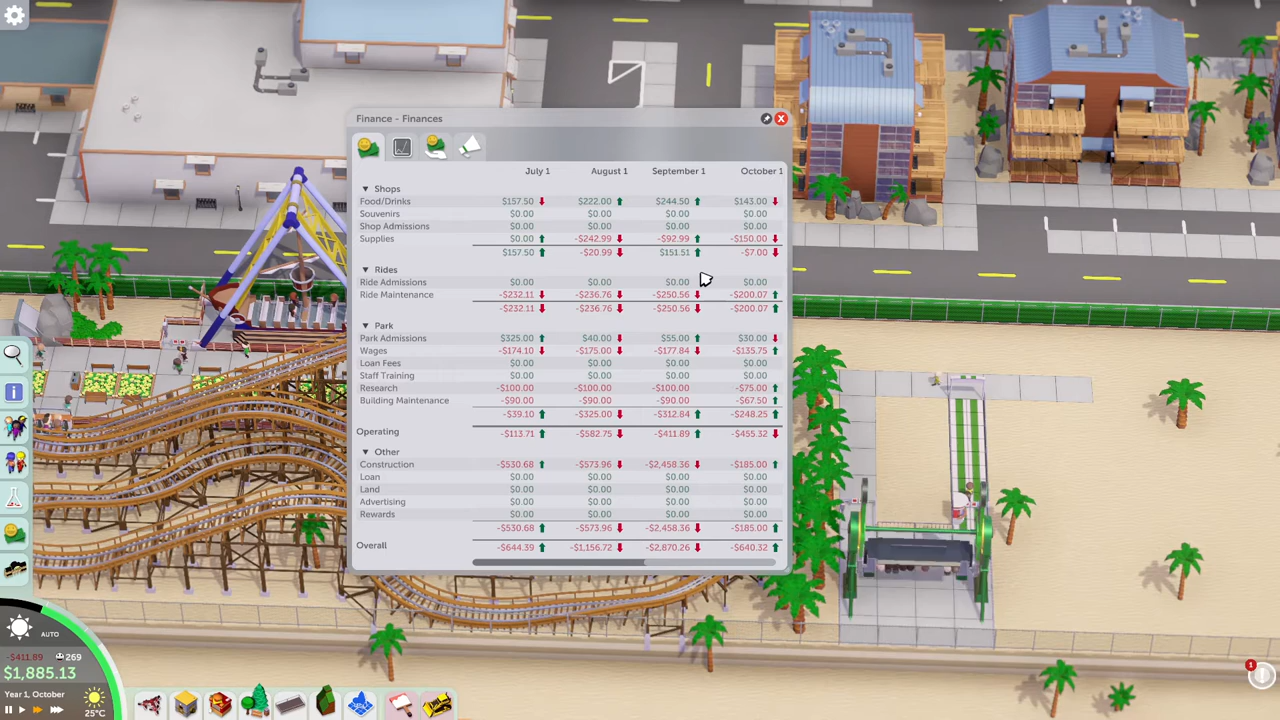 Finance - Finances
July 1 August 1 September 1 October 1
Shops
Food/Drinks $157.50 $222.00 $244.50 $143.00
Souvenirs $0.00 $0.00 $0.00 $0.00
Shop Admissions $0.00 $0.00 $0.00 $0.00
Supplies $0.00 -$242.99 -$92.99 -$150.00
$157.50 -$20.99 $151.51 -$7.00
Rides
Ride Admissions $0.00 $0.00 $0.00 $0.00
Ride Maintenance -$232.11 -$236.76 -$250.56 -$200.07
-$232.11 -$236.76 -$250.56 -$200.07
Park
Park Admissions $325.00 $40.00 $55.00 $30.00
Wages -$174.10 -$175.00 -$177.84 -$135.75
Loan Fees $0.00 $0.00 $0.00 $0.00
Staff Training $0.00 $0.00 $0.00 $0.00
Research -$100.00 -$100.00 -$100.00 -$75.00
Building Maintenance -$90.00 -$90.00 -$90.00 -$67.50
-$39.10 -$325.00 -$312.84 -$248.25
Operating -$113.71 -$582.75 -$411.89 -$455.32
Other
Construction -$530.68 -$573.96 -$2,458.36 -$185.00
Loan $0.00 $0.00 $0.00 $0.00
Land $0.00 $0.00 $0.00 $0.00
Advertising $0.00 $0.00 $0.00 $0.00
Rewards $0.00 $0.00 $0.00 $0.00
-$530.68 -$573.96 -$2,458.36 -$185.00
Overall -$644.39 -$1,156.72 -$2,870.26 -$640.32
AUTO
-$411.89 269
$1,885.13
Year 1, October
25°C
1